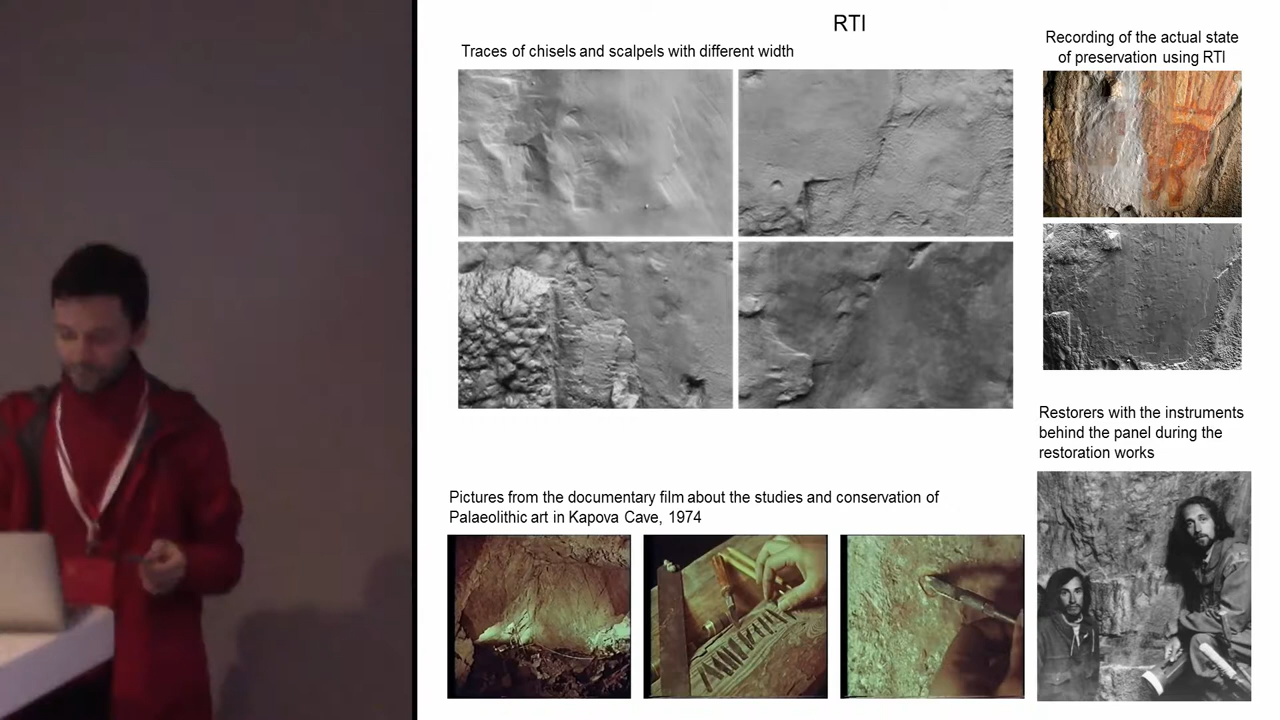 RTI
Traces of chisels and scalpels with different width
Recording of the actual state
of preservation using RTI
Restorers with the instruments
behind the panel during the
restoration works
Pictures from the documentary film about the studies and conservation of
Palaeolithic art in Kapova Cave, 1974